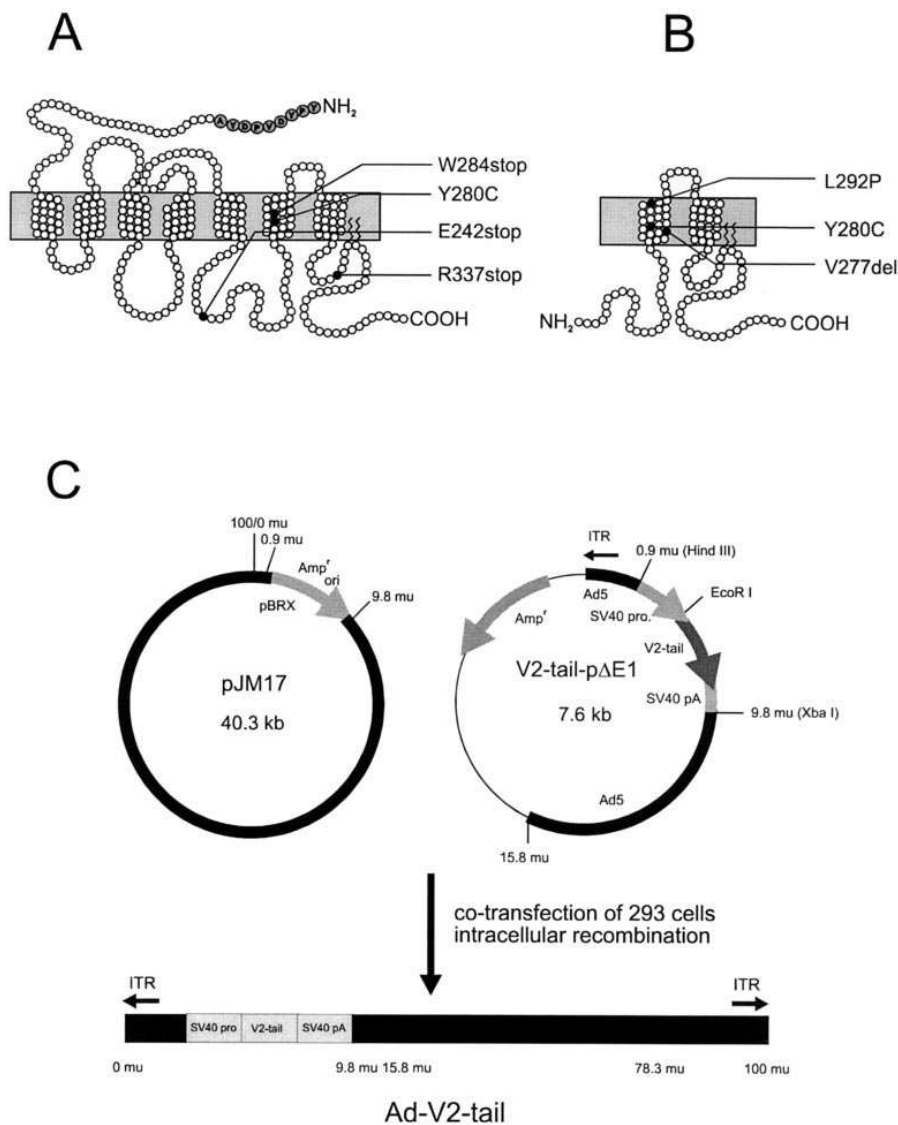 A
B
AYDPVDYPY
NH2
W284stop
Y280C
E242stop
R337stop
COOH
L292P
Y280C
V277del
NH2
COOH
C
100/0 mu
0.9 mu
Ampr
ori
pBRX
9.8 mu
pJM17
40.3 kb
ITR
0.9 mu (Hind III)
Ad5
EcoR I
SV40 pro.
Ampr
V2-tail
V2-tail-pΔE1
7.6 kb
SV40 pA
9.8 mu (Xba I)
Ad5
15.8 mu
co-transfection of 293 cells
intracellular recombination
ITR
ITR
SV40 pro
V2-tail
SV40 pA
0 mu
9.8 mu 15.8 mu
78.3 mu
100 mu
Ad-V2-tail